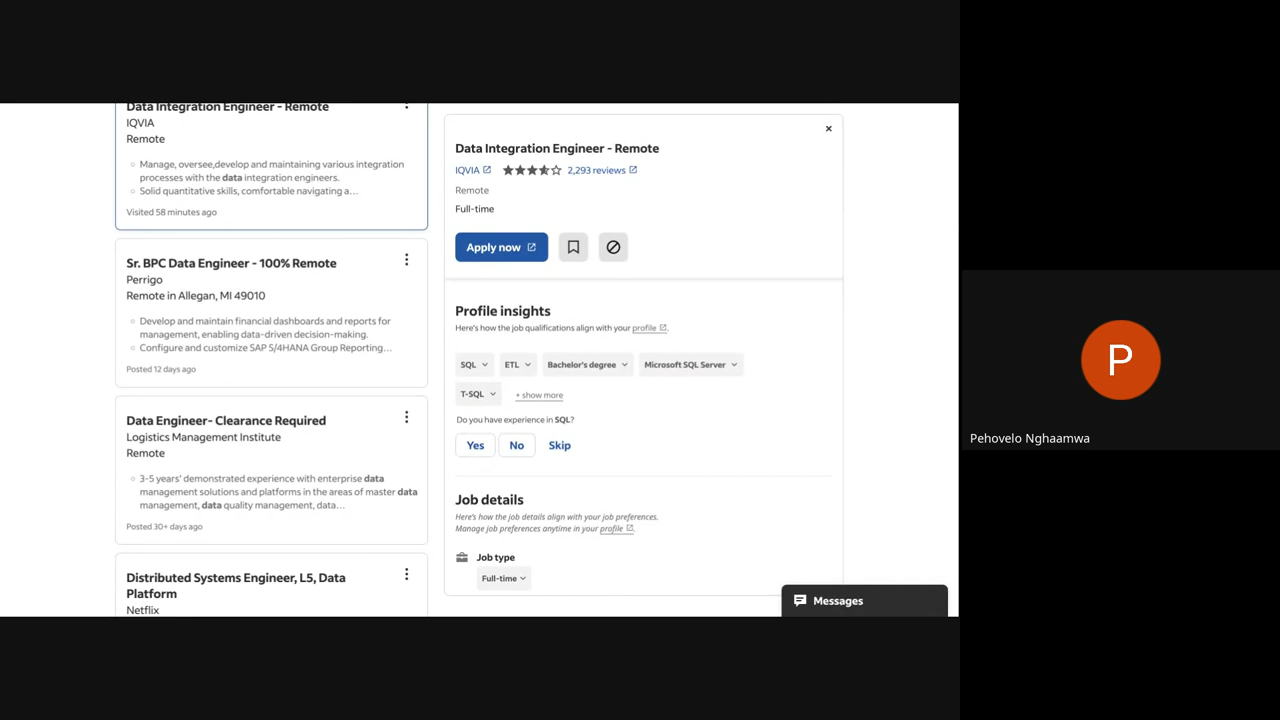 Data Integration Engineer - Remote
IQVIA
Remote
Manage, oversee,develop and maintaining various integration
processes with the data integration engineers.
Solid quantitative skills, comfortable navigating a…
Visited 58 minutes ago
Sr. BPC Data Engineer - 100% Remote
Perrigo
Remote in Allegan, MI 49010
Develop and maintain financial dashboards and reports for
management, enabling data-driven decision-making.
Configure and customize SAP S/4HANA Group Reporting…
Posted 12 days ago
Data Engineer- Clearance Required
Logistics Management Institute
Remote
3-5 years' demonstrated experience with enterprise data
management solutions and platforms in the areas of master data
management, data quality management, data…
Posted 30+ days ago
Distributed Systems Engineer, L5, Data
Platform
Netflix
Data Integration Engineer - Remote
IQVIA 2,293 reviews
Remote
Full-time
Apply now
Profile insights
Here's how the job qualifications align with your profile.
SQL ETL Bachelor's degree Microsoft SQL Server
T-SQL + show more
Do you have experience in SQL?
Yes No Skip
Job details
Here's how the job details align with your job preferences.
Manage job preferences anytime in your profile.
Job type
Full-time
Messages
P
Pehovelo Nghaamwa